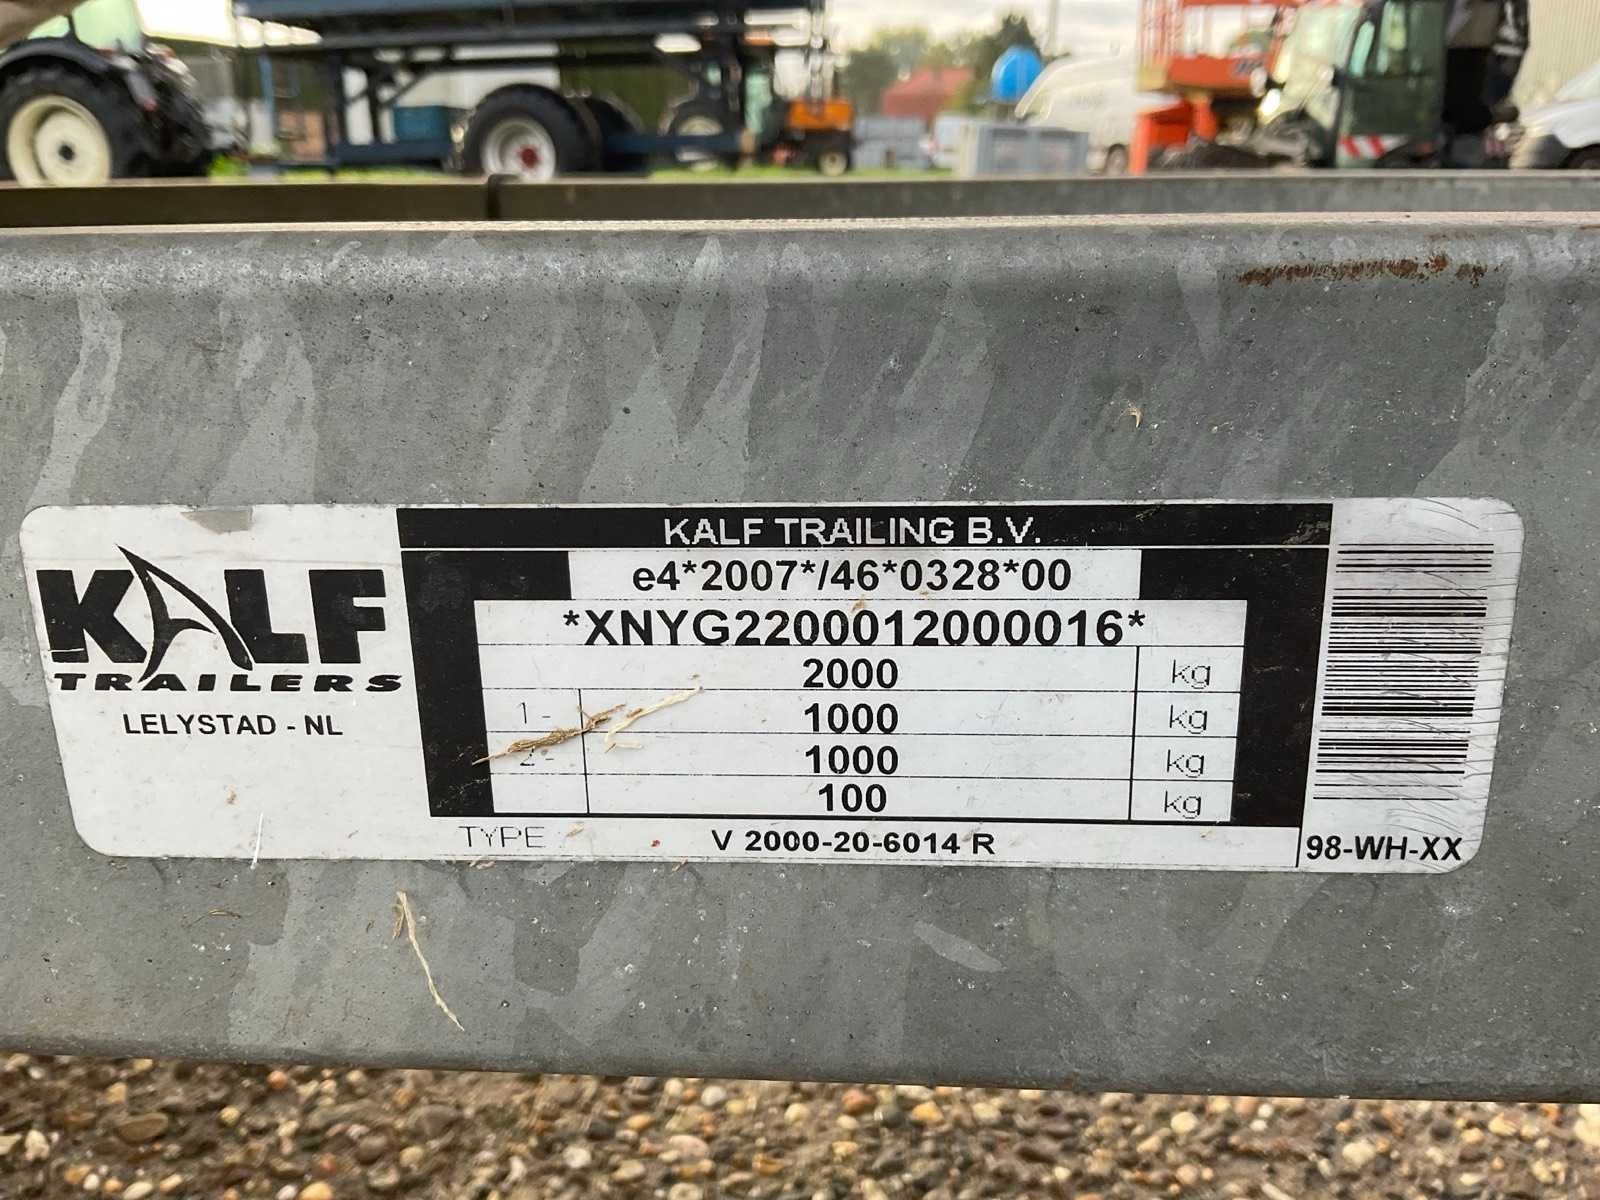 KALF
TRAILERS
LELYSTAD - NL
KALF TRAILING B.V.
e4*2007*/46*0328*00
*XNYG2200012000016*
2000 kg
1 - 1000 kg
2 - 1000 kg
100 kg
TYPE V 2000-20-6014 R
98-WH-XX